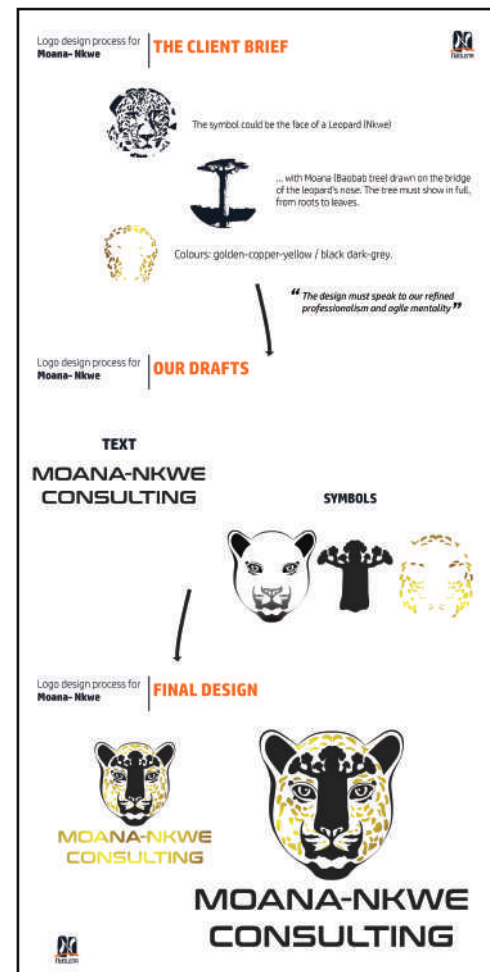 Logo design process for
Moana- Nkwe
THE CLIENT BRIEF
The symbol could be the face of a Leopard (Nkwe)
... with Moana (Baobab tree) drawn on the bridge
of the leopard's nose. The tree must show in full,
from roots to leaves.
Colours: golden-copper-yellow / black dark-grey.
“ The design must speak to our refined
professionalism and agile mentality ”
Logo design process for
Moana- Nkwe
OUR DRAFTS
TEXT
MOANA-NKWE
CONSULTING
SYMBOLS
Logo design process for
Moana- Nkwe
FINAL DESIGN
MOANA-NKWE
CONSULTING
MOANA-NKWE
CONSULTING